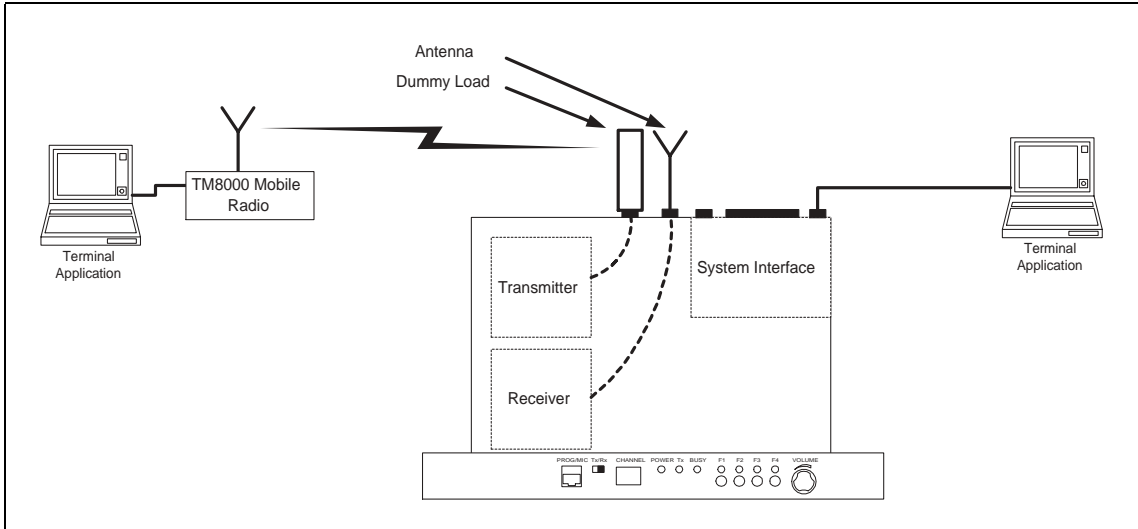 Antenna
Dummy Load
TM8000 Mobile
Radio
Terminal
Application
System Interface
Terminal
Application
Transmitter
Receiver
PROG/MIC Tx/Rx CHANNEL POWER Tx BUSY F1 F2 F3 F4 VOLUME